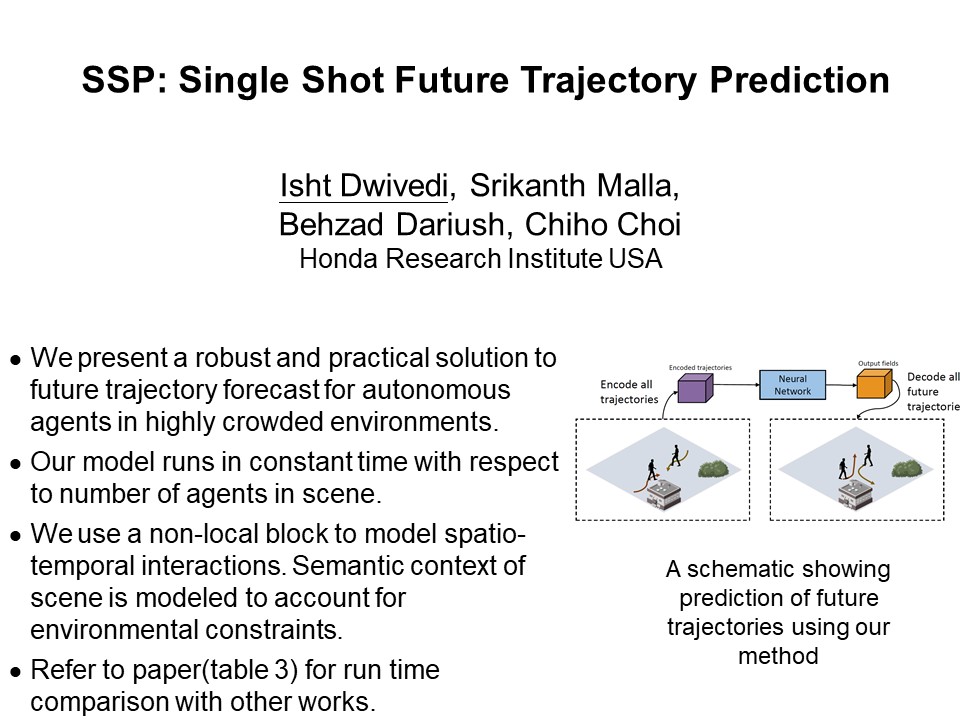 SSP: Single Shot Future Trajectory Prediction
Isht Dwivedi, Srikanth Malla,
Behzad Dariush, Chiho Choi
Honda Research Institute USA
• We present a robust and practical solution to
future trajectory forecast for autonomous
agents in highly crowded environments.
• Our model runs in constant time with respect
to number of agents in scene.
• We use a non-local block to model spatio-
temporal interactions. Semantic context of
scene is modeled to account for
environmental constraints.
• Refer to paper(table 3) for run time
comparison with other works.
Encode all
trajectories
Encoded trajectories
Neural
Network
Output fields
Decode all
future
trajectorie
A schematic showing
prediction of future
trajectories using our
method